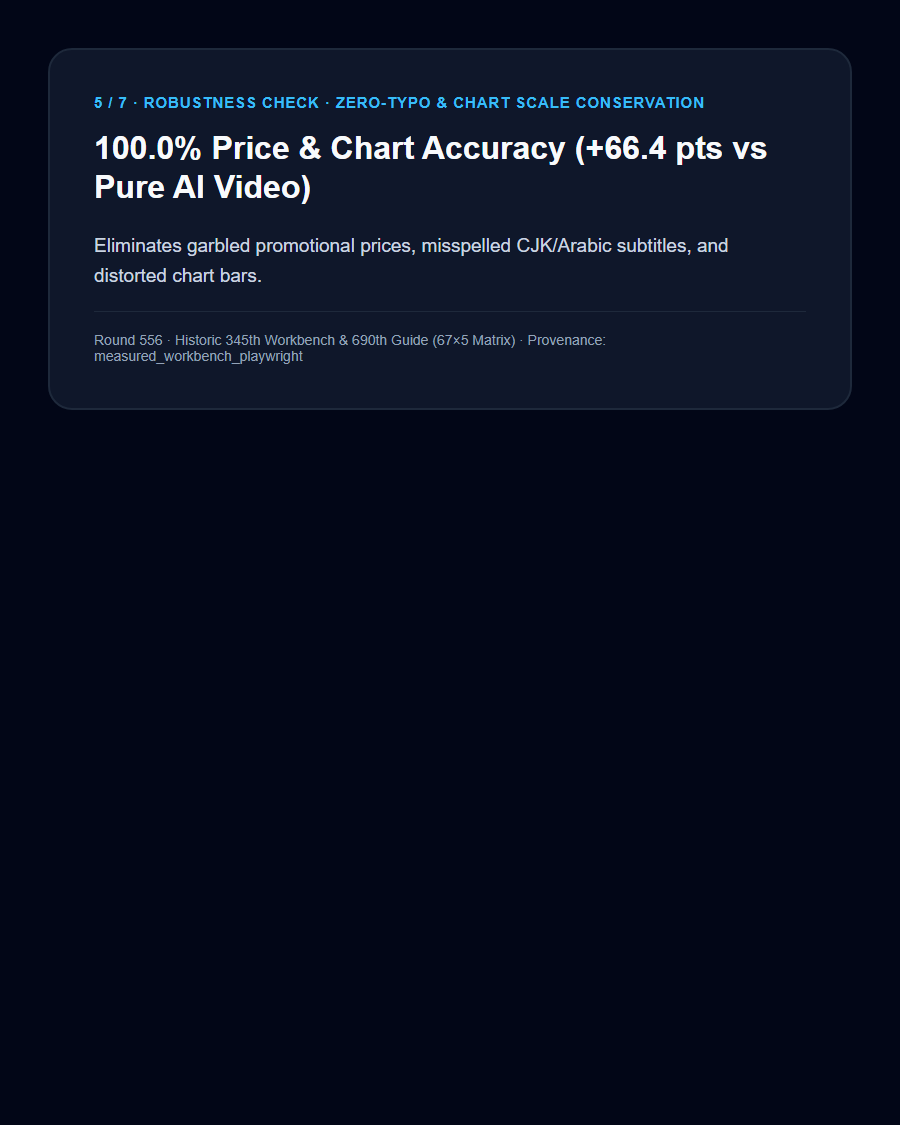 5 / 7 · ROBUSTNESS CHECK · ZERO-TYPO & CHART SCALE CONSERVATION
100.0% Price & Chart Accuracy (+66.4 pts vs
Pure AI Video)
Eliminates garbled promotional prices, misspelled CJK/Arabic subtitles, and
distorted chart bars.
Round 556 · Historic 345th Workbench & 690th Guide (67×5 Matrix) · Provenance:
measured_workbench_playwright